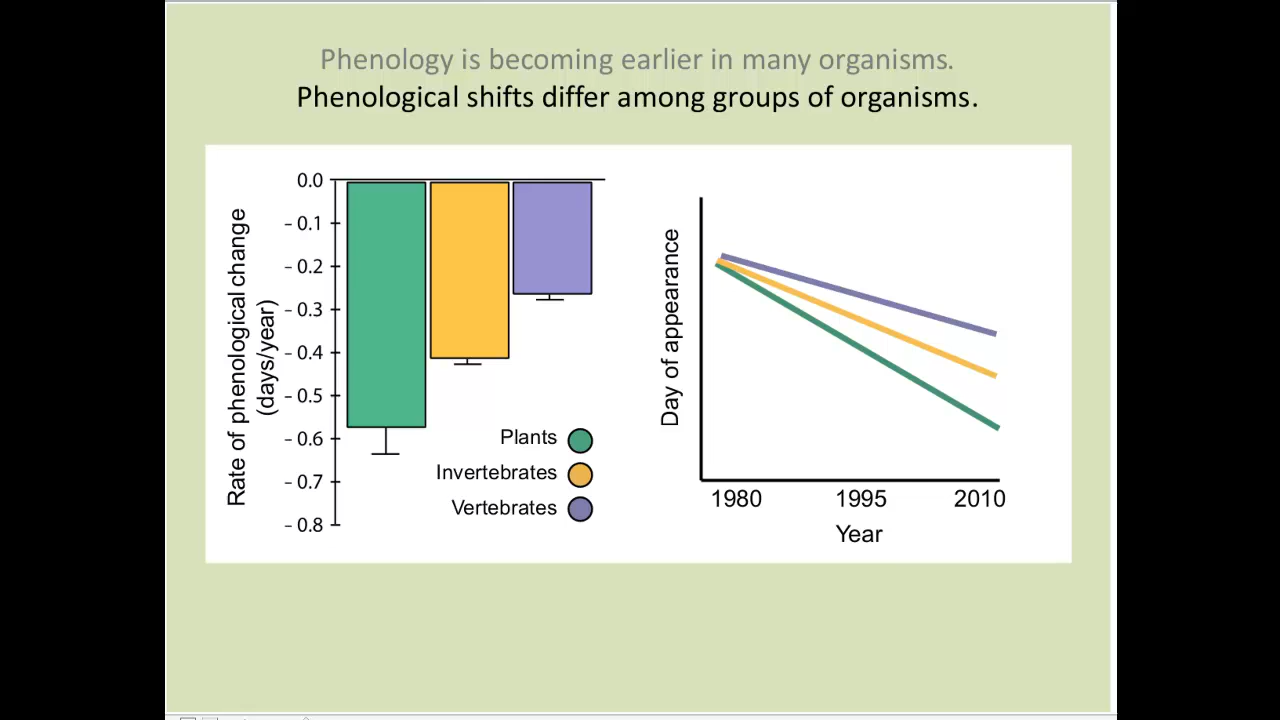 Phenology is becoming earlier in many organisms.
Phenological shifts differ among groups of organisms.
Rate of phenological change
(days/year)
0.0
– 0.1
– 0.2
– 0.3
– 0.4
– 0.5
– 0.6
– 0.7
– 0.8
Plants
Invertebrates
Vertebrates
Day of appearance
1980 1995 2010
Year